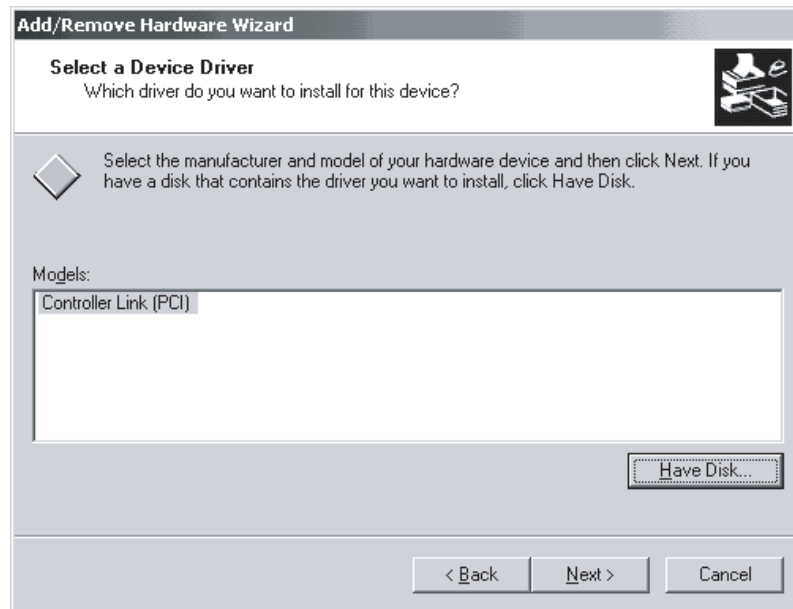 Add/Remove Hardware Wizard
Select a Device Driver
Which driver do you want to install for this device?
Select the manufacturer and model of your hardware device and then click Next. If you
have a disk that contains the driver you want to install, click Have Disk.
Models:
Controller Link (PCI)
Have Disk...
< Back
Next >
Cancel